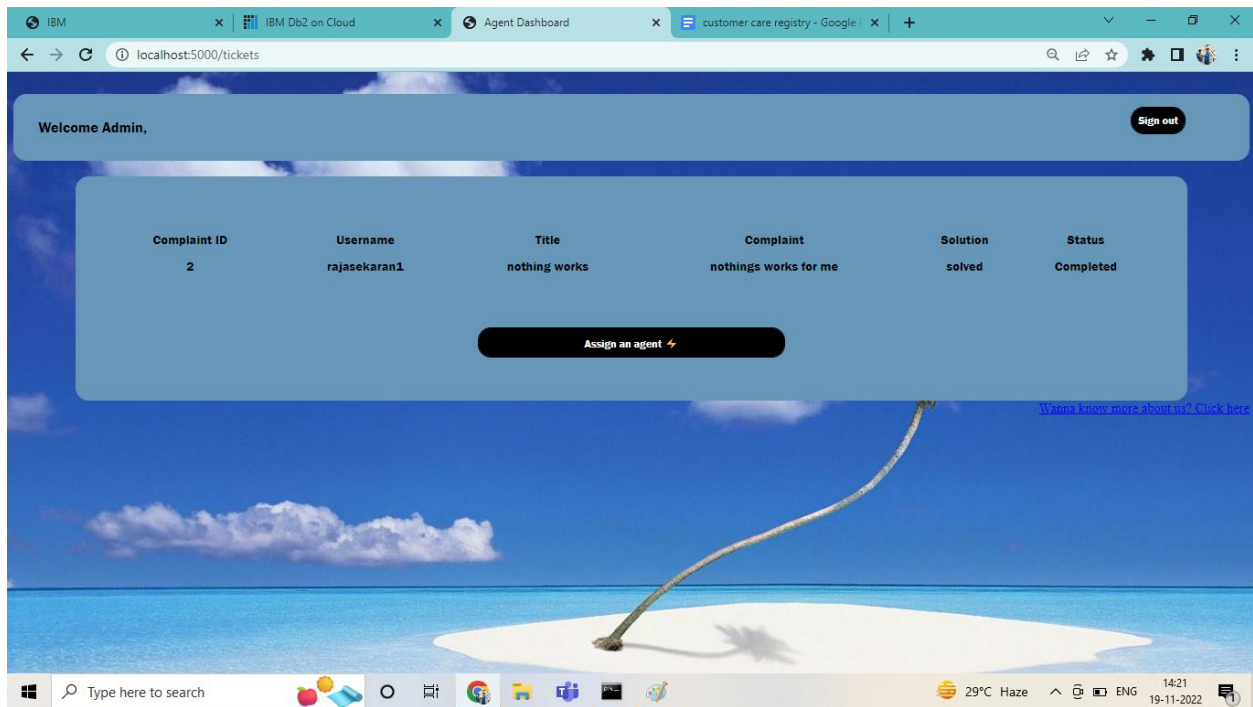 IBM
IBM Db2 on Cloud
Agent Dashboard
customer care registry - Google
localhost:5000/tickets
Welcome Admin,
Sign out
Complaint ID Username Title Complaint Solution Status
2 rajasekaran1 nothing works nothings works for me solved Completed
Assign an agent ⚡
Wanna know more about us? Click here
Type here to search
29°C Haze
ENG
14:21
19-11-2022
1